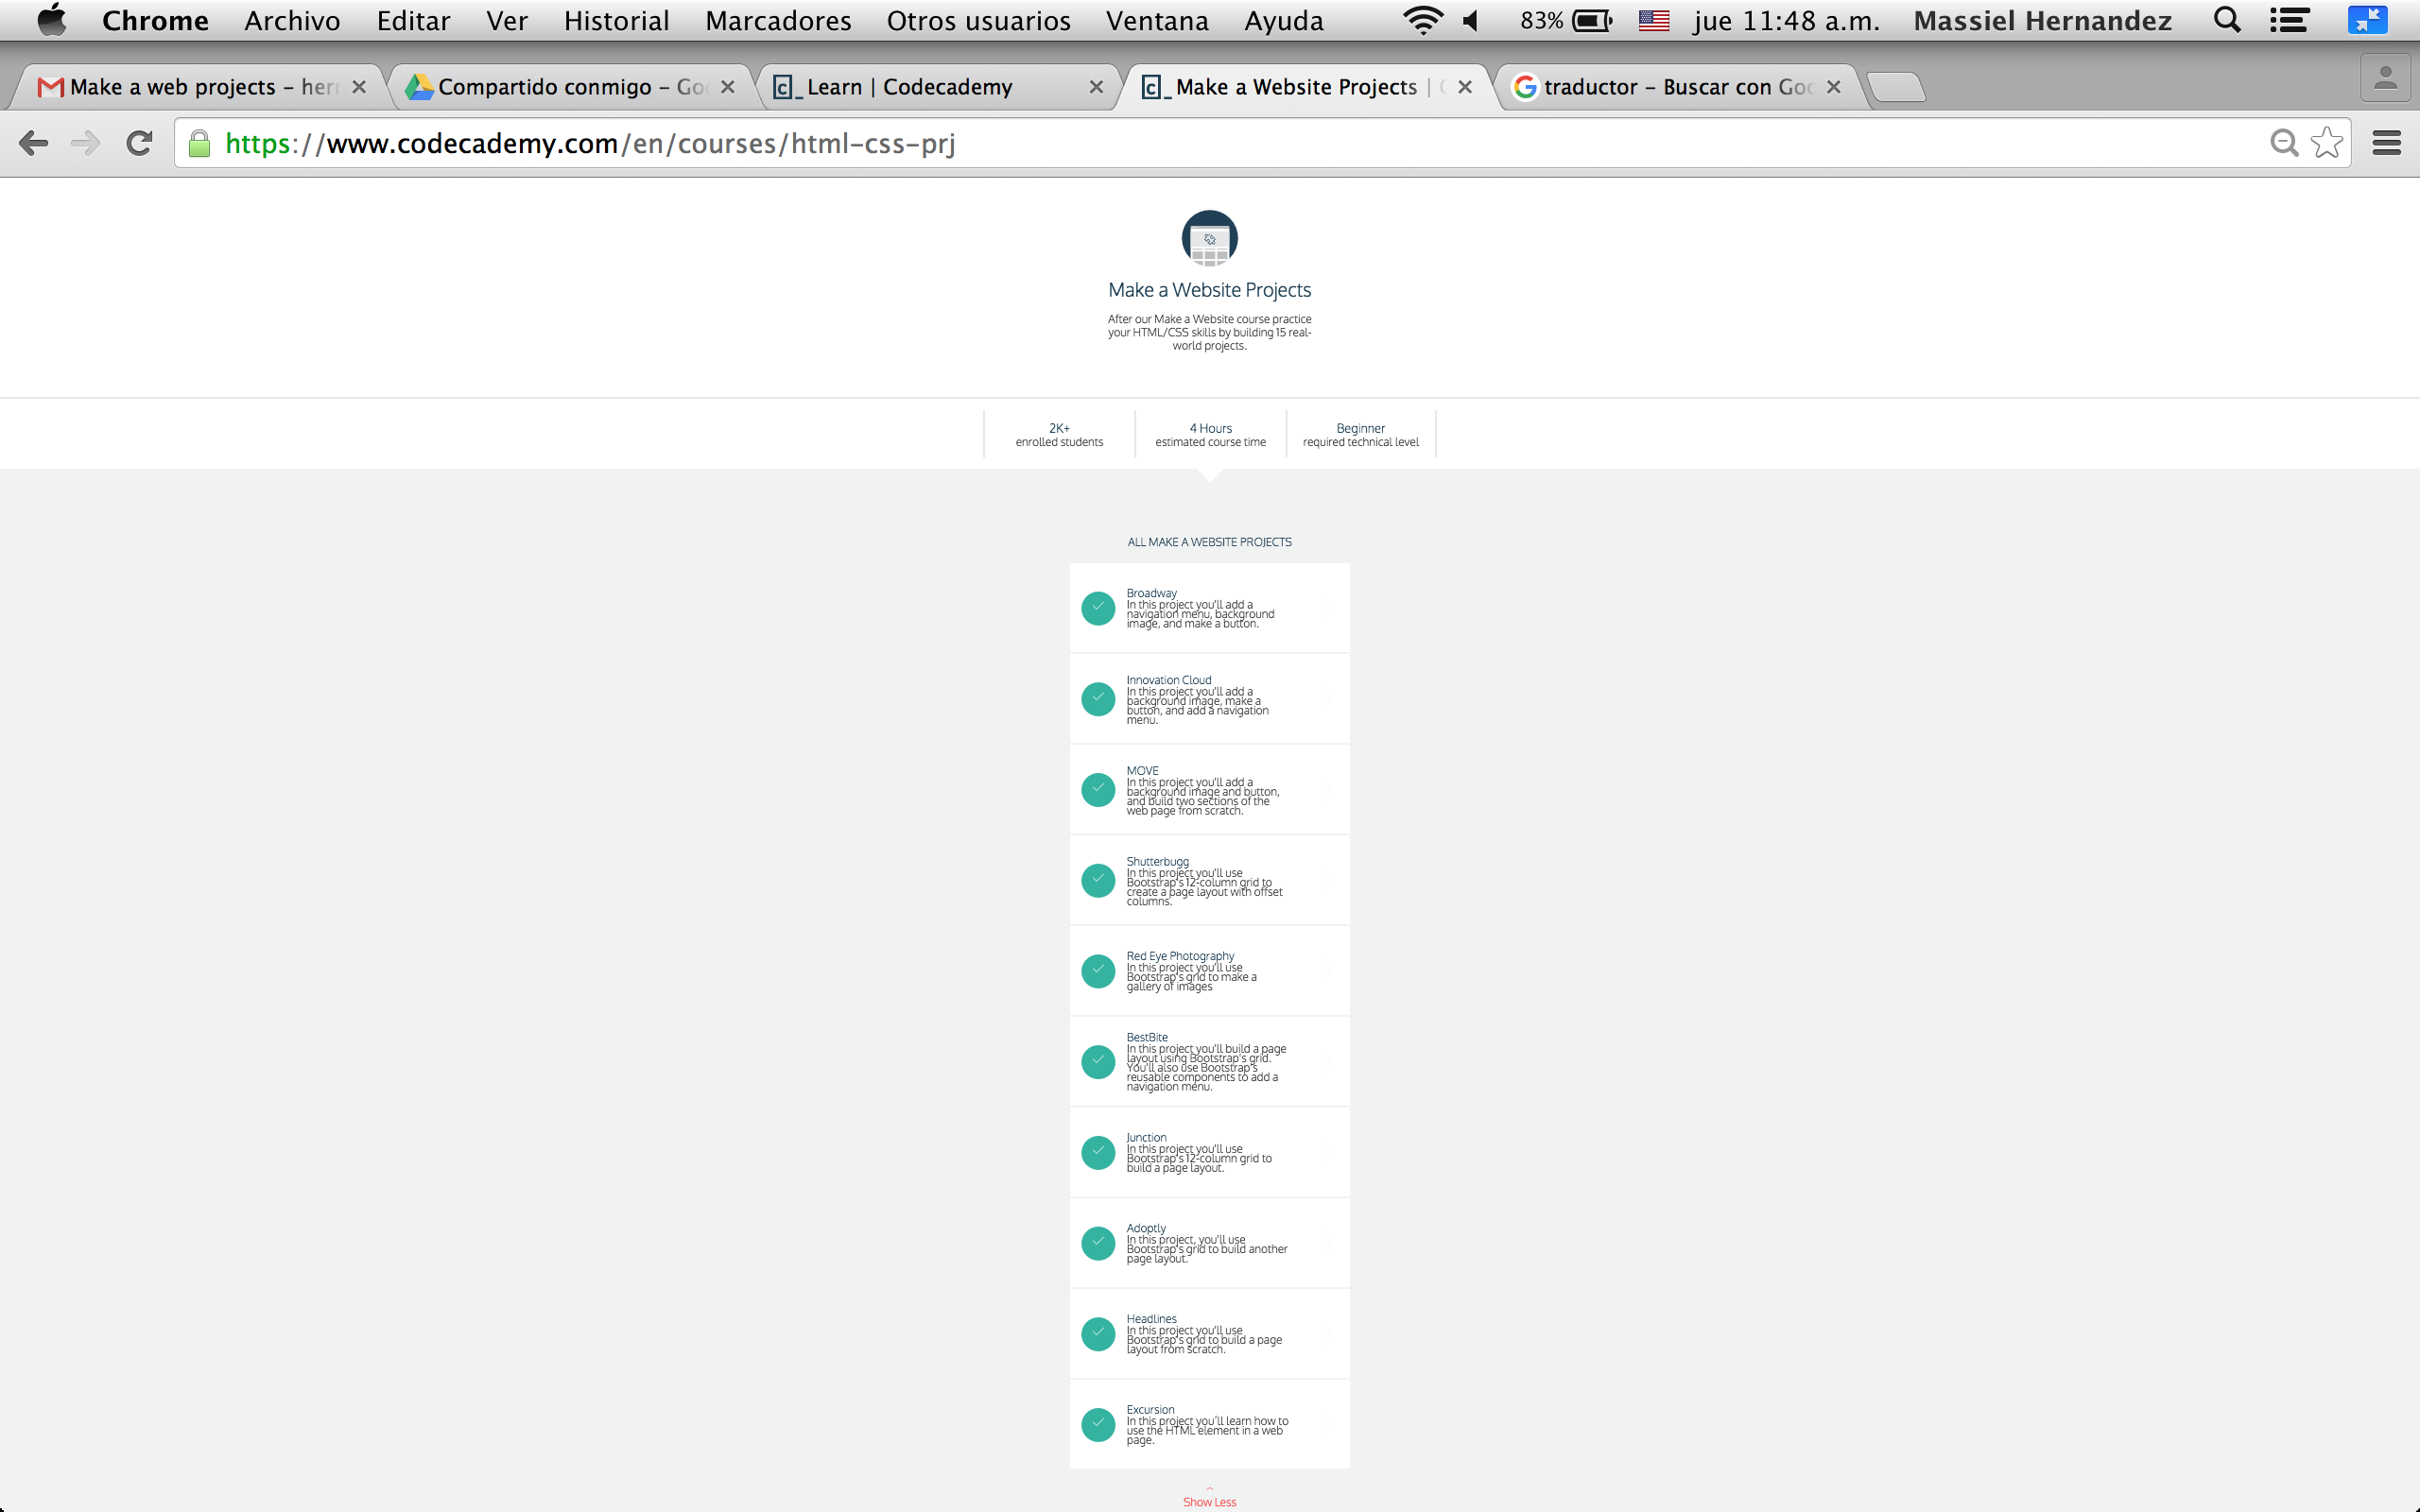 Chrome Archivo Editar Ver Historial Marcadores Otros usuarios Ventana Ayuda 83% jue 11:48 a.m. Massiel Hernandez
Make a web projects – her Compartido conmigo – Go c_ Learn | Codecademy c_ Make a Website Projects | traductor – Buscar con Goo
https://www.codecademy.com/en/courses/html-css-prj
Make a Website Projects
After our Make a Website course practice
your HTML/CSS skills by building 15 real-
world projects.
2K+ 4 Hours Beginner
enrolled students estimated course time required technical level
ALL MAKE A WEBSITE PROJECTS
Broadway
In this project you'll add a
navigation menu, background
image, and make a button.
Innovation Cloud
In this project you'll add a
background image, make a
button, and add a navigation
menu.
MOVE
In this project you'll add a
background image and button,
and build two sections of the
web page from scratch.
Shutterbugg
In this project you'll use
Bootstrap's 12-column grid to
create a page layout with offset
columns.
Red Eye Photography
In this project you'll use
Bootstrap's grid to make a
gallery of images
BestBite
In this project you'll build a page
layout using Bootstrap's grid.
You'll also use Bootstrap's
reusable components to add a
navigation menu.
Junction
In this project you'll use
Bootstrap's 12-column grid to
build a page layout.
Adoptly
In this project, you'll use
Bootstrap's grid to build another
page layout.
Headlines
In this project you'll use
Bootstrap's grid to build a page
layout from scratch.
Excursion
In this project you'll learn how to
use the HTML element in a web
page.
Show Less